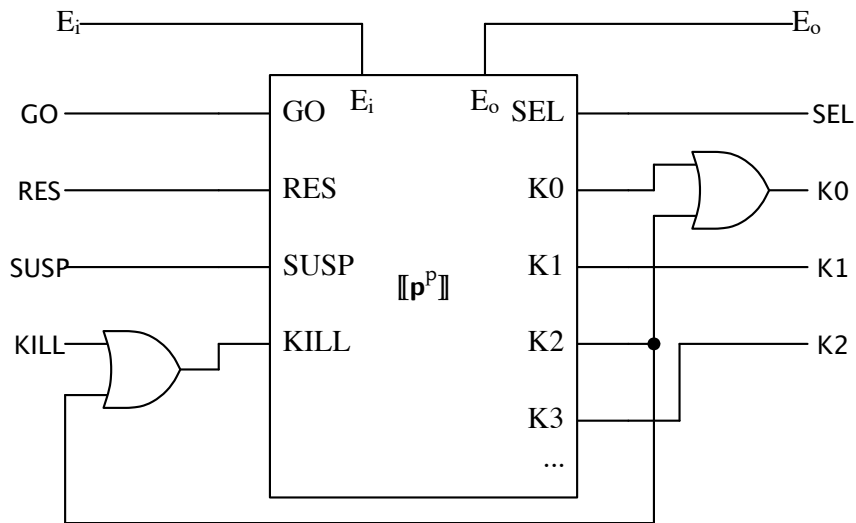 Ei Eo
Ei Eo
GO GO SEL SEL
RES RES K0 K0
SUSP SUSP K1 K1
⟦pᵖ⟧
KILL KILL K2 K2
K3
...